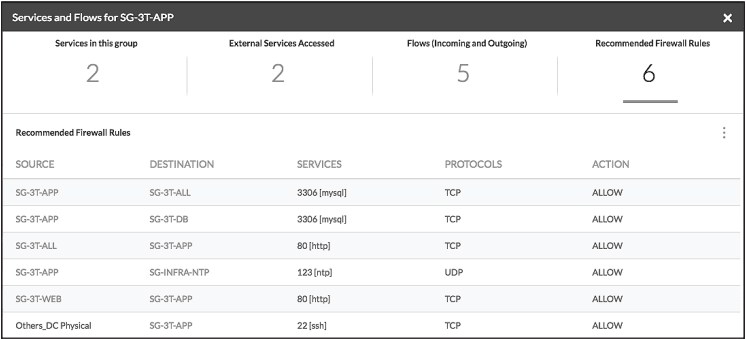 Services and Flows for SG-3T-APP
Services in this group External Services Accessed Flows (Incoming and Outgoing) Recommended Firewall Rules
2 2 5 6
Recommended Firewall Rules
SOURCE DESTINATION SERVICES PROTOCOLS ACTION
SG-3T-APP SG-3T-ALL 3306 [mysql] TCP ALLOW
SG-3T-APP SG-3T-DB 3306 [mysql] TCP ALLOW
SG-3T-ALL SG-3T-APP 80 [http] TCP ALLOW
SG-3T-APP SG-INFRA-NTP 123 [ntp] UDP ALLOW
SG-3T-WEB SG-3T-APP 80 [http] TCP ALLOW
Others_DC Physical SG-3T-APP 22 [ssh] TCP ALLOW